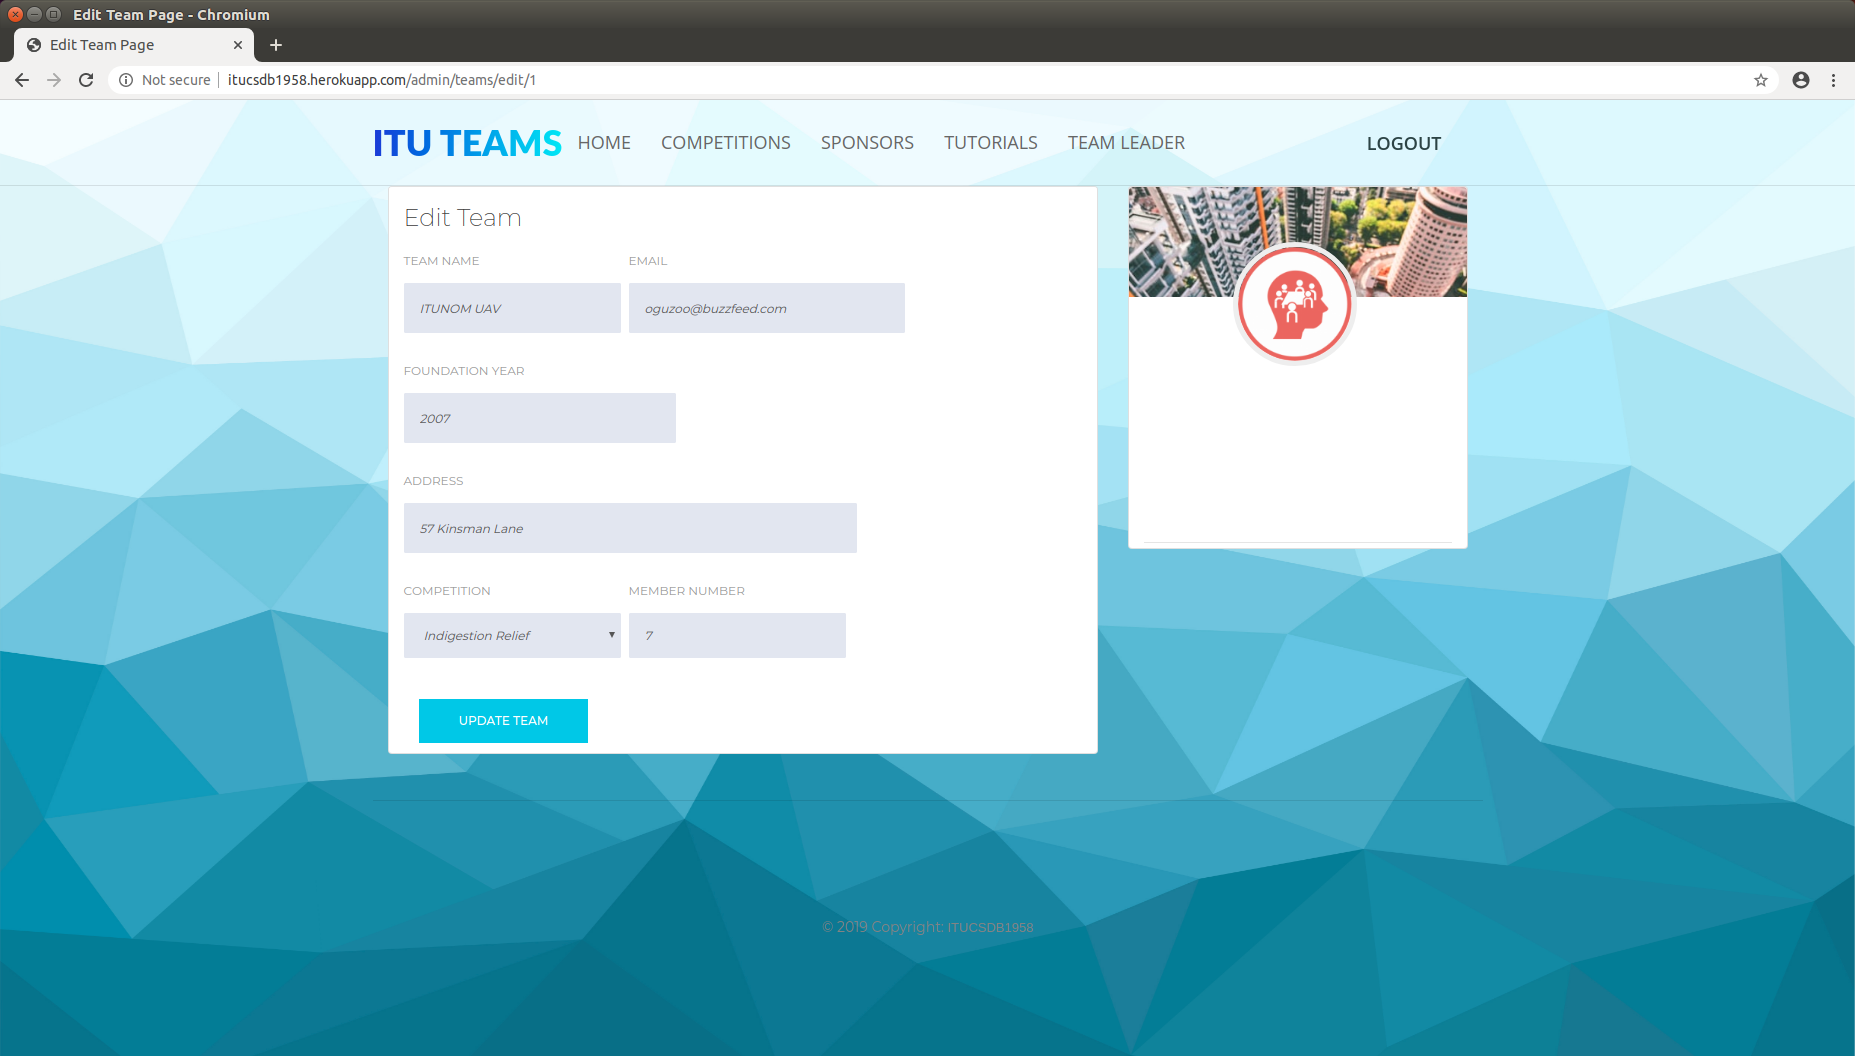 Edit Team Page - Chromium
Edit Team Page
Not secure itucsdb1958.herokuapp.com/admin/teams/edit/1
ITU TEAMS HOME COMPETITIONS SPONSORS TUTORIALS TEAM LEADER LOGOUT
Edit Team
TEAM NAME EMAIL
ITUNOM UAV oguzoo@buzzfeed.com
FOUNDATION YEAR
2007
ADDRESS
57 Kinsman Lane
COMPETITION MEMBER NUMBER
Indigestion Relief 7
UPDATE TEAM
© 2019 Copyright: ITUCSDB1958